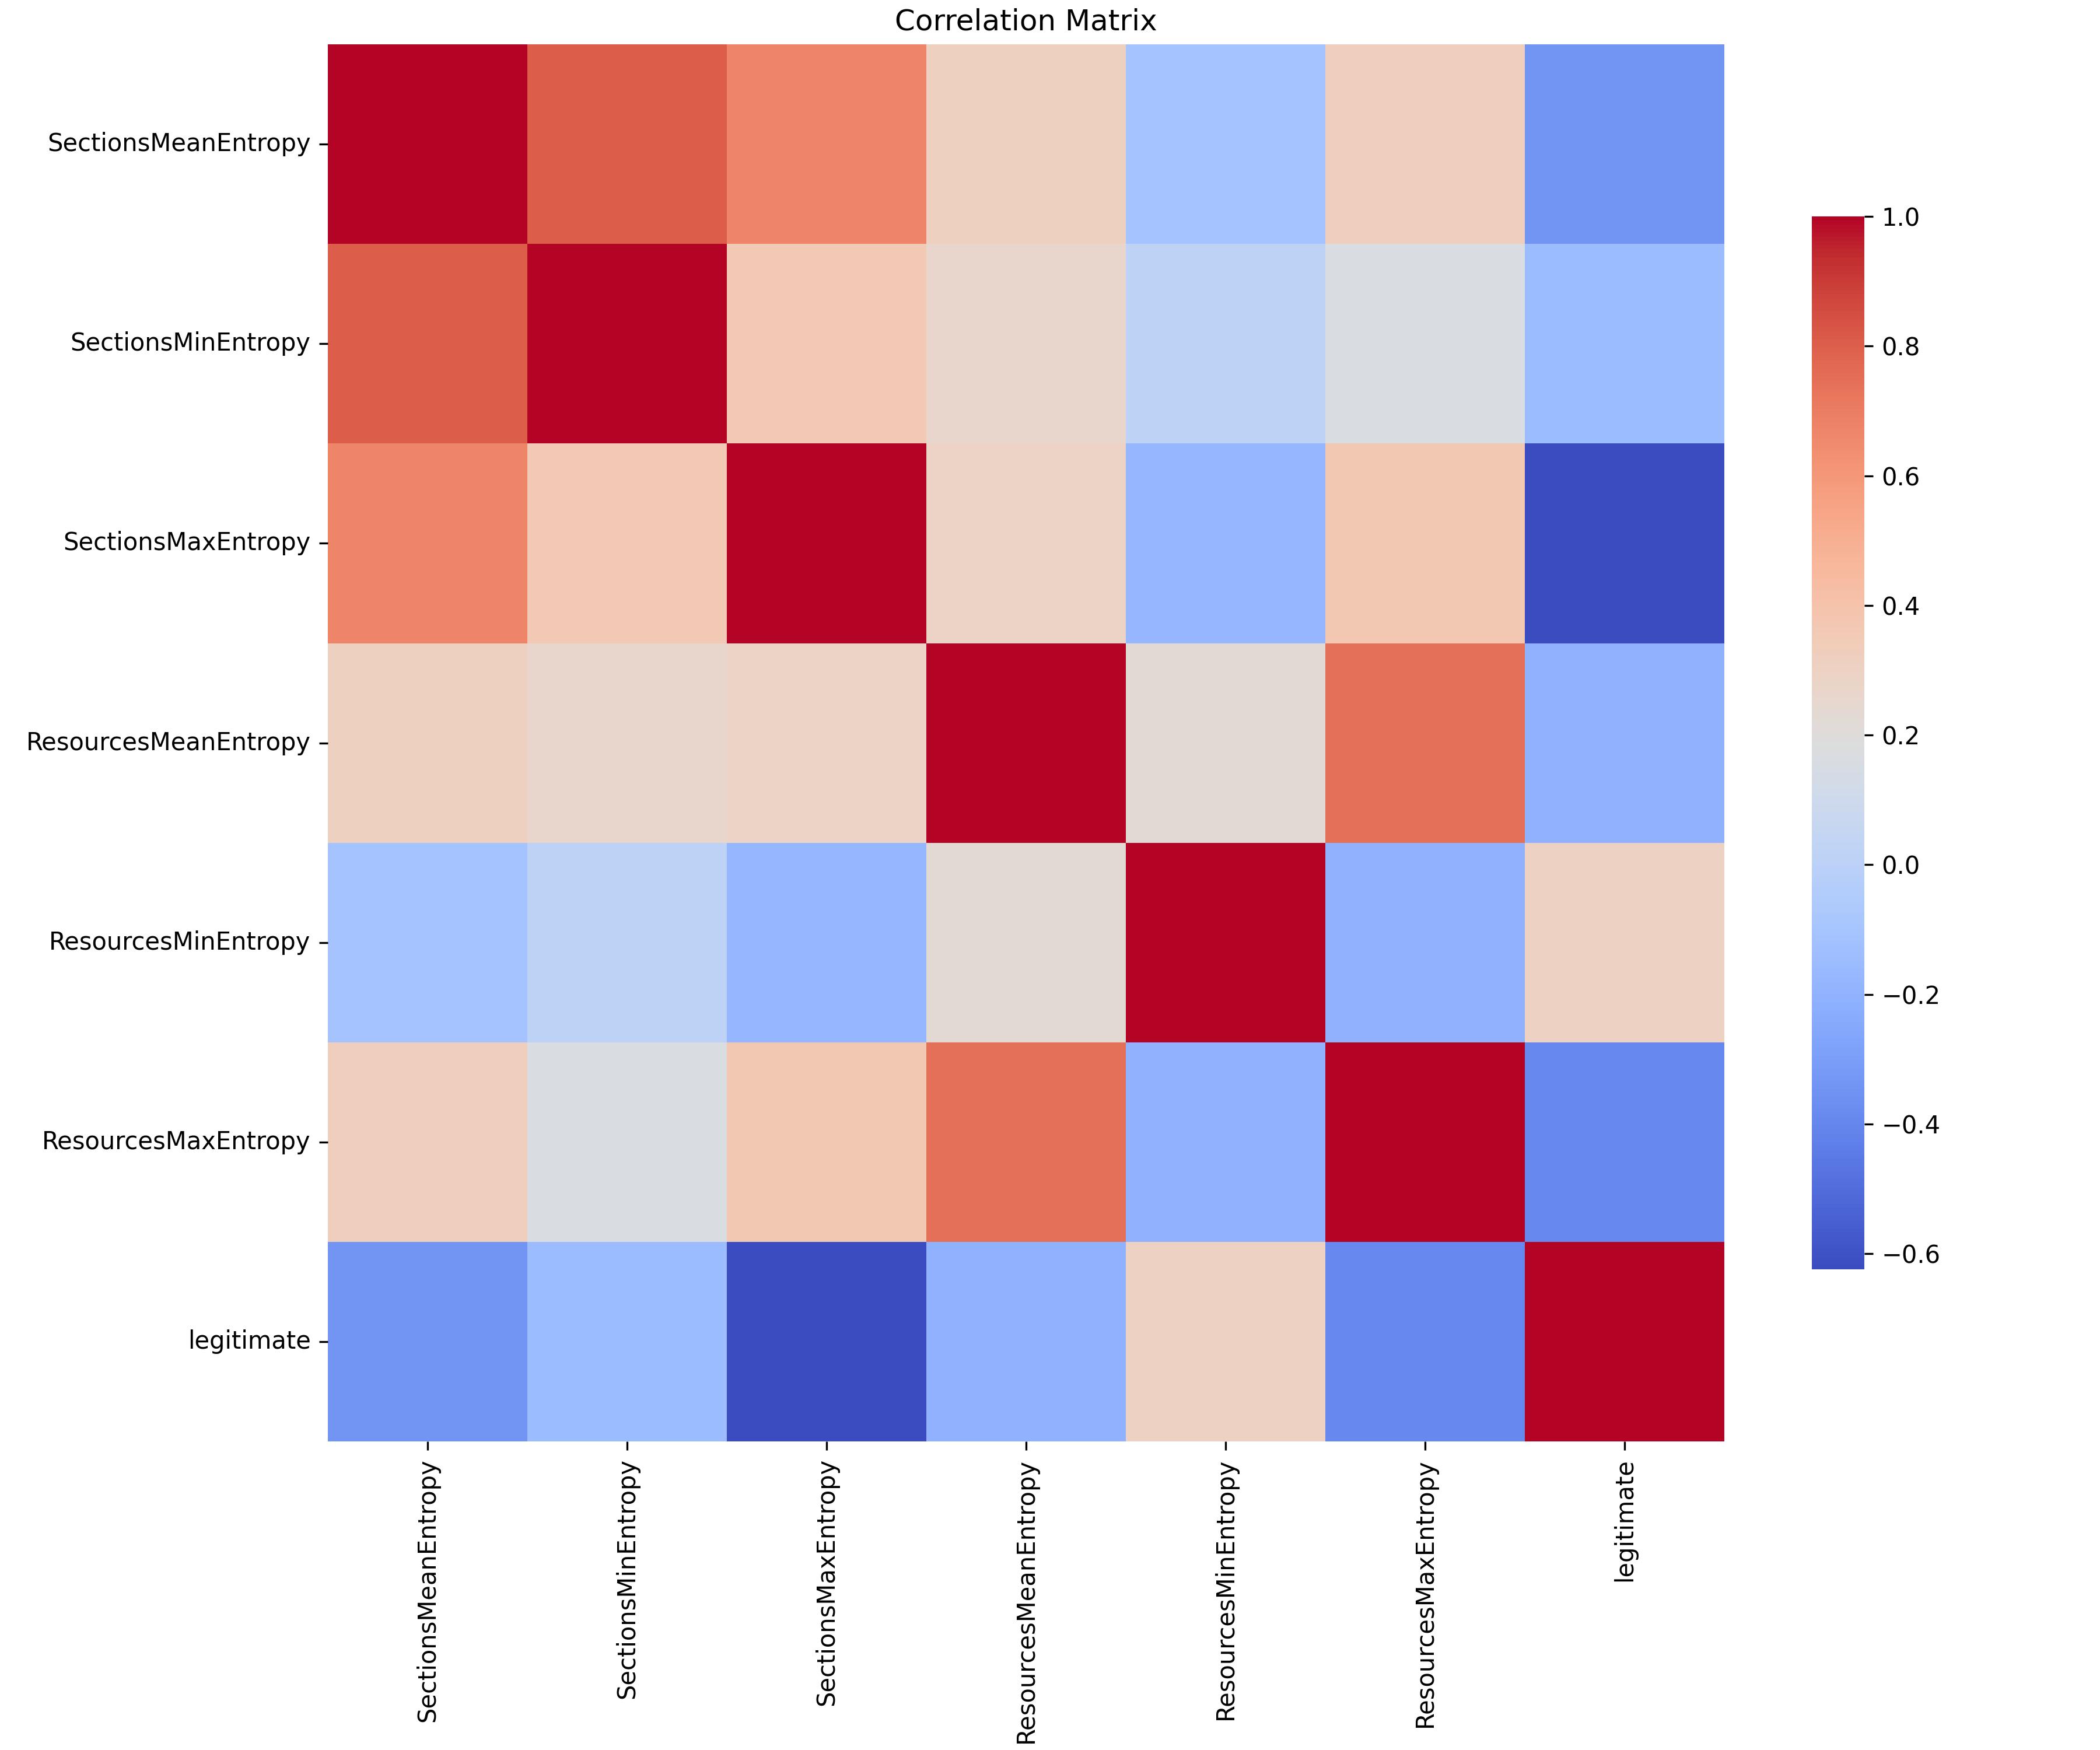 Correlation Matrix
SectionsMeanEntropy
SectionsMinEntropy
SectionsMaxEntropy
ResourcesMeanEntropy
ResourcesMinEntropy
ResourcesMaxEntropy
legitimate
SectionsMeanEntropy
SectionsMinEntropy
SectionsMaxEntropy
ResourcesMeanEntropy
ResourcesMinEntropy
ResourcesMaxEntropy
legitimate
1.0
0.8
0.6
0.4
0.2
0.0
−0.2
−0.4
−0.6